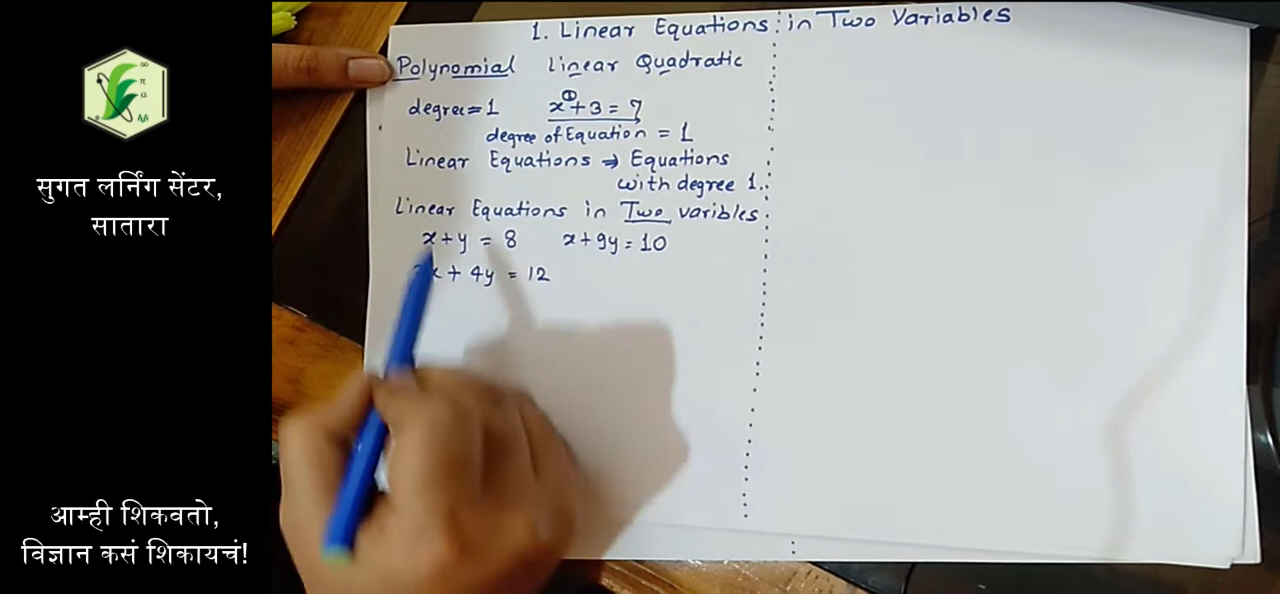 सुगत लर्निंग सेंटर,
सातारा
आम्ही शिकवतो,
विज्ञान कसं शिकायचं!
1. Linear Equations in Two Variables
Polynomial Linear Quadratic
degree = 1 x① + 3 = 7
degree of Equation = 1
Linear Equations → Equations
with degree 1.
Linear Equations in Two varibles.
x + y = 8 x + 9y = 10
x + 4y = 12